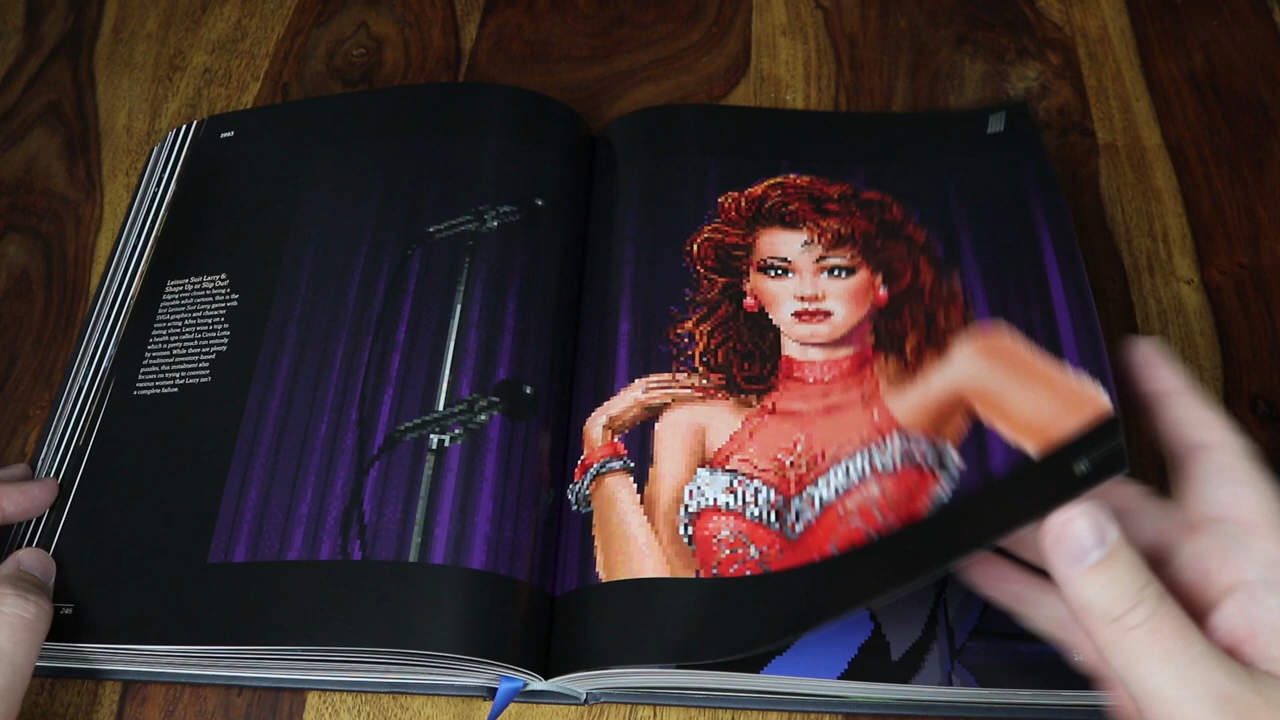 1993
Leisure Suit Larry 6:
Shape Up or Slip Out!
Edging ever closer to being a
playable adult cartoon, this is the
first Leisure Suit Larry game with
SVGA graphics and character
voice acting. After losing on a
dating show, Larry wins a trip to
a health spa called La Costa Lotta
which is pretty much run entirely
by women. While there are plenty
of traditional inventory-based
puzzles, this instalment also
focuses on trying to convince
various women that Larry isn't
a complete failure.
246